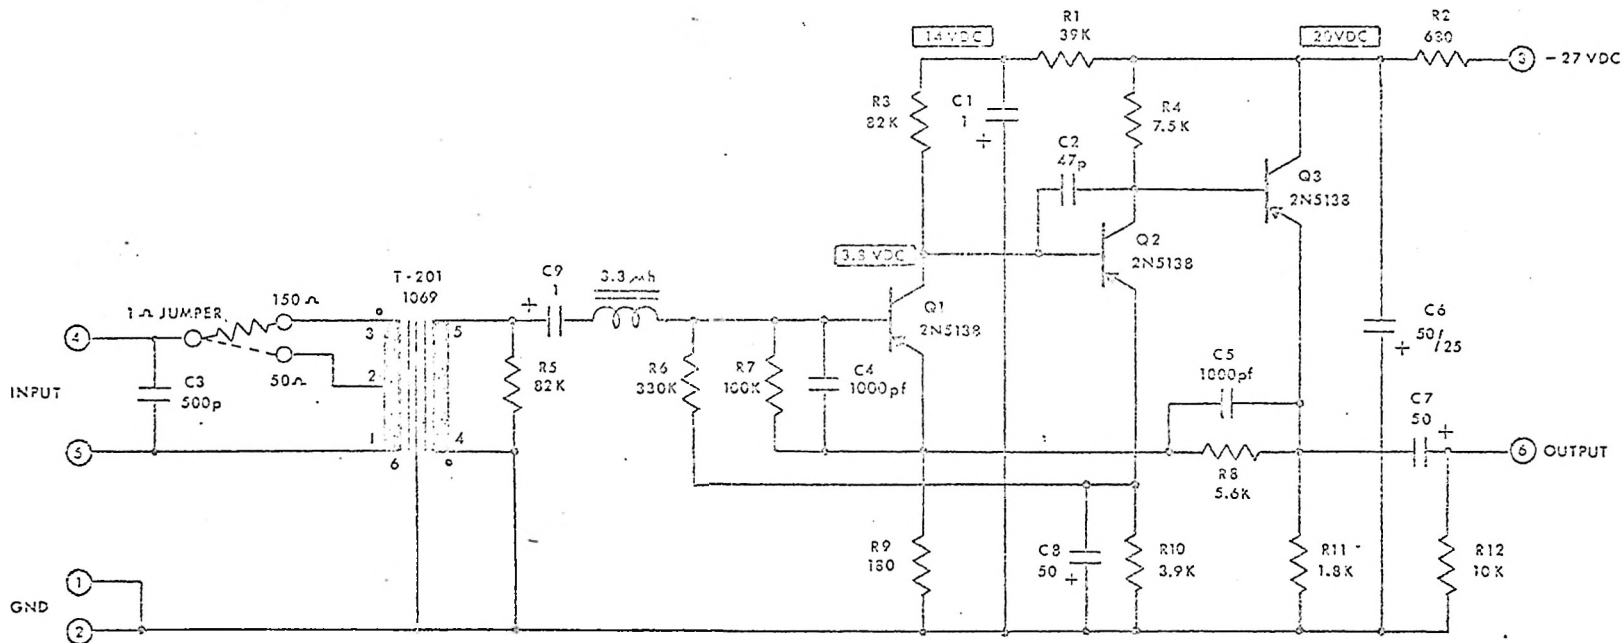 R1
39K
R2
680
14 VDC
20VDC
3
- 27 VDC
R3
82K
C1
1
+
R4
7.5K
C2
47p
Q3
2N5138
3.3 VDC
Q2
2N5138
T-201
1069
C9
1
+
3.3 μh
1 Ω JUMPER
150 Ω
3
5
Q1
2N5138
4
C6
50/25
+
INPUT
C3
500p
50 Ω
2
R5
82K
R6
330K
R7
100K
C4
1000pf
C5
1000pf
C7
50
+
5
1
6
4
R8
5.6K
6
OUTPUT
R9
180
C8
50
+
R10
3.9K
R11
1.8K
R12
10K
GND
1
2